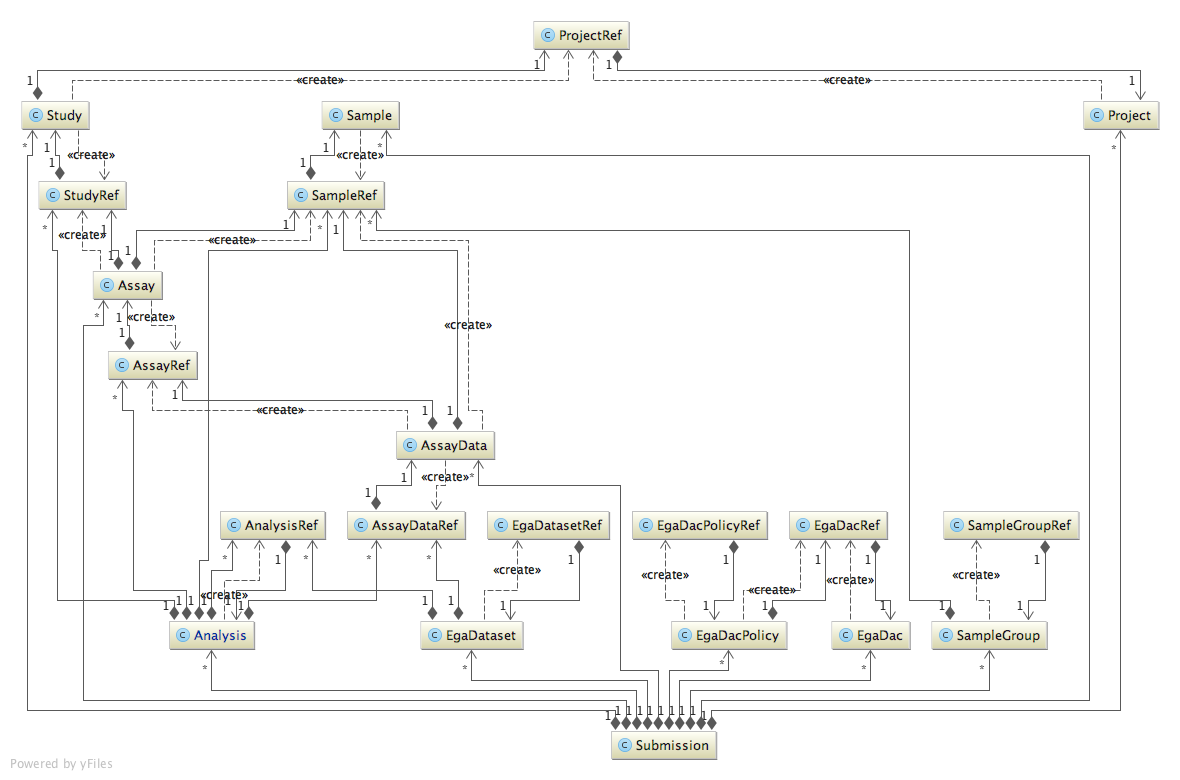 C ProjectRef
1 1
1 «create» «create» 1
C Study C Sample C Project
* 1 1 * *
«create» «create»
1 1
C StudyRef C SampleRef
* «create» 1 1 * 1 *
«create»
1 1
C Assay
* 1 «create» «create»
1
C AssayRef
* 1
«create» 1 1
C AssayData
1 «create» *
1
C AnalysisRef C AssayDataRef C EgaDatasetRef C EgaDacPolicyRef C EgaDacRef C SampleGroupRef
* 1 * * * 1 1 1 1 1
«create» «create» «create»
«create» «create»
1 1 1 1 1 1 1 1 1 1 1 1 1
C Analysis C EgaDataset C EgaDacPolicy C EgaDac C SampleGroup
* * * * *
1 1 1 1 1 1 1 1 1
C Submission
Powered by yFiles